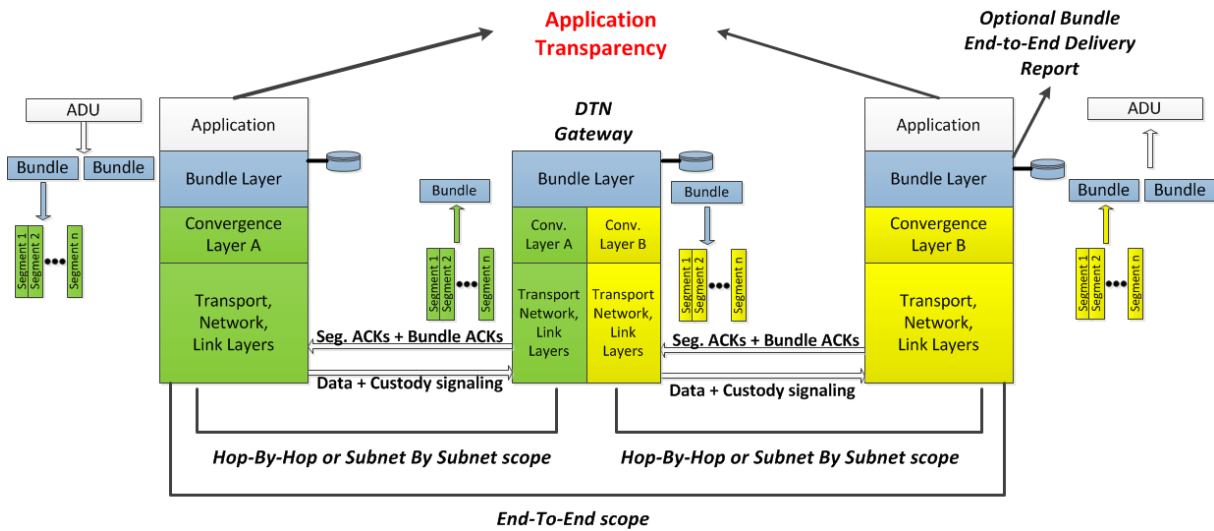 Application
Transparency
Optional Bundle
End-to-End Delivery
Report
ADU
Bundle
Bundle
Segment 1
Segment 2
Segment n
Application
Bundle Layer
Convergence
Layer A
Transport,
Network,
Link Layers
DTN
Gateway
Bundle
Segment 1
Segment 2
Segment n
Bundle Layer
Conv.
Layer A
Conv.
Layer B
Transport
Network,
Link
Layers
Transport
Network,
Link
Layers
Bundle
Segment 1
Segment 2
Segment n
Application
Bundle Layer
Convergence
Layer B
Transport,
Network,
Link Layers
ADU
Bundle
Bundle
Segment 1
Segment 2
Segment n
Seg. ACKs + Bundle ACKs
Data + Custody signaling
Seg. ACKs + Bundle ACKs
Data + Custody signaling
Hop-By-Hop or Subnet By Subnet scope
Hop-By-Hop or Subnet By Subnet scope
End-To-End scope